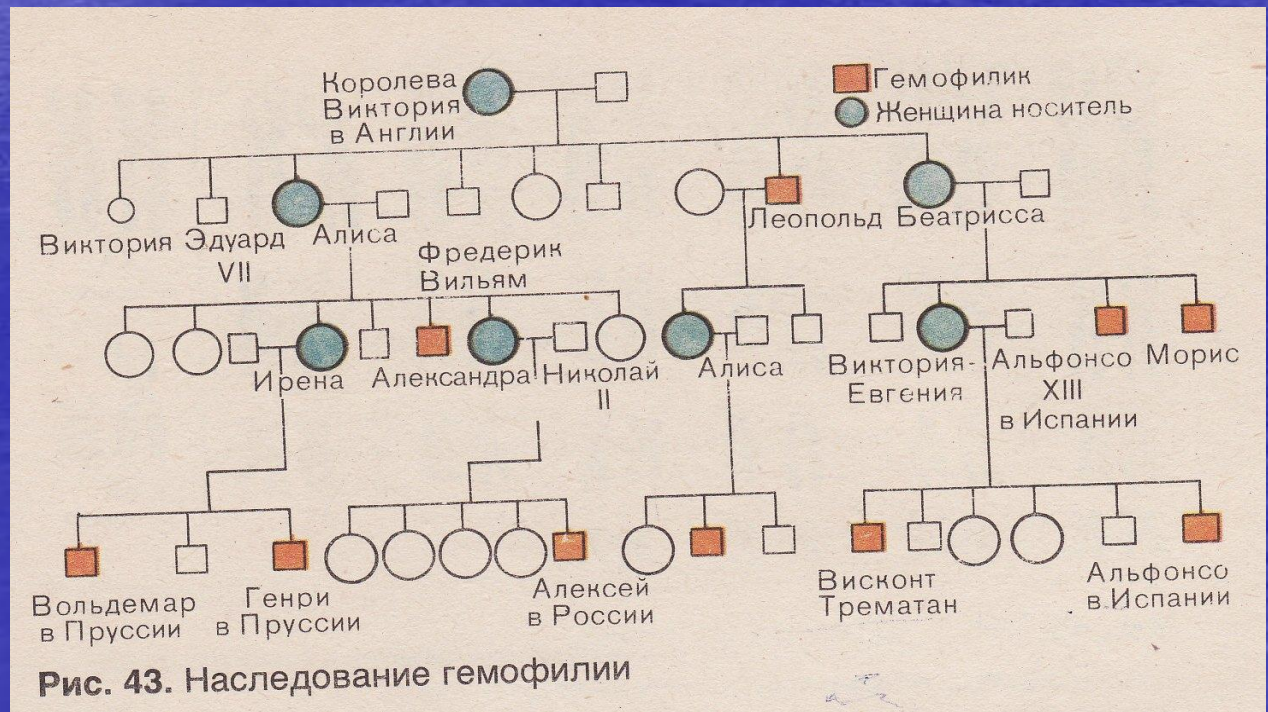 Королева
Виктория
в Англии
Гемофилик
Женщина носитель
Виктория Эдуард
VII
Алиса
Леопольд Беатрисса
Фредерик
Вильям
Ирена Александра Николай
II
Алиса
Виктория-
Евгения
Альфонсо
XIII
в Испании
Морис
Вольдемар
в Пруссии
Генри
в Пруссии
Алексей
в России
Висконт
Трематан
Альфонсо
в Испании
Рис. 43. Наследование гемофилии